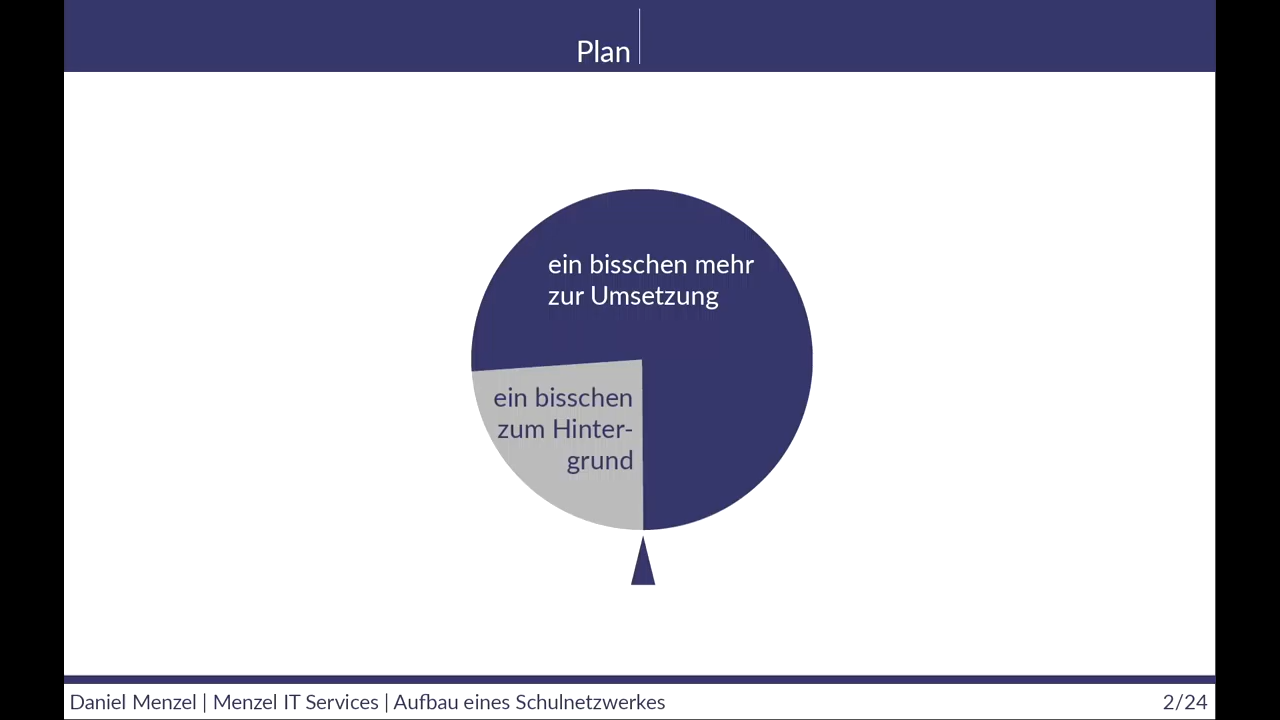 Plan
ein bisschen mehr
zur Umsetzung
ein bisschen
zum Hinter-
grund
Daniel Menzel | Menzel IT Services | Aufbau eines Schulnetzwerkes
2/24